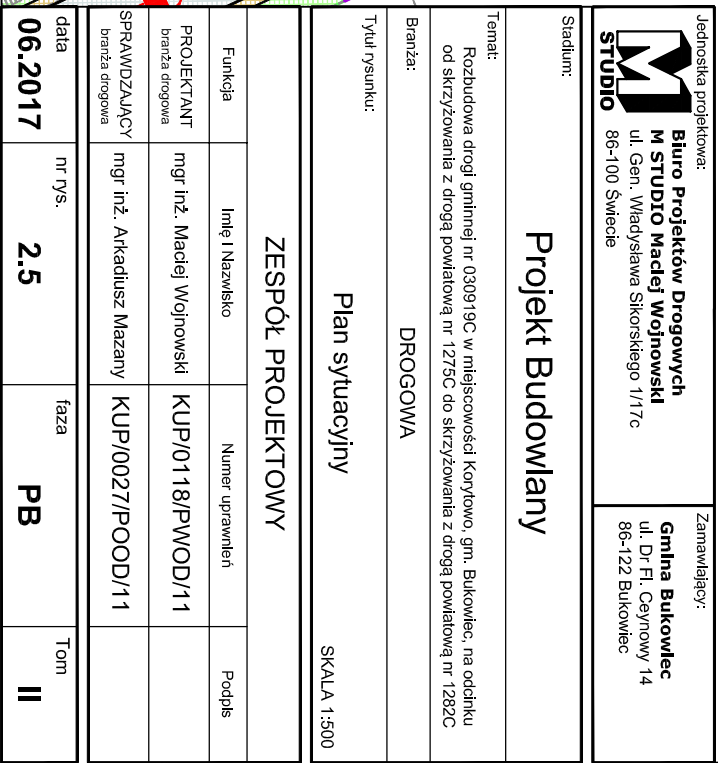 Jednostka projektowa:
M
STUDIO
Biuro Projektów Drogowych
M STUDIO Maciej Wojnowski
ul. Gen. Władysława Sikorskiego 1/17c
86-100 Świecie
Zamawiający:
Gmina Bukowiec
ul. Dr Fl. Ceynowy 14
86-122 Bukowiec
Stadium:
Projekt Budowlany
Temat:
Rozbudowa drogi gminnej nr 030919C w miejscowości Korytowo, gm. Bukowiec, na odcinku
od skrzyżowania z drogą powiatową nr 1275C do skrzyżowania z drogą powiatową nr 1282C
Branża:
DROGOWA
Tytuł rysunku:
Plan sytuacyjny
SKALA 1:500
ZESPÓŁ PROJEKTOWY
Funkcja Imię i Nazwisko Numer uprawnień Podpis
PROJEKTANT
branża drogowa
mgr inż. Maciej Wojnowski KUP/0118/PWOD/11
SPRAWDZAJĄCY
branża drogowa
mgr inż. Arkadiusz Mazany KUP/0027/POOD/11
data nr rys. faza Tom
06.2017 2.5 PB II